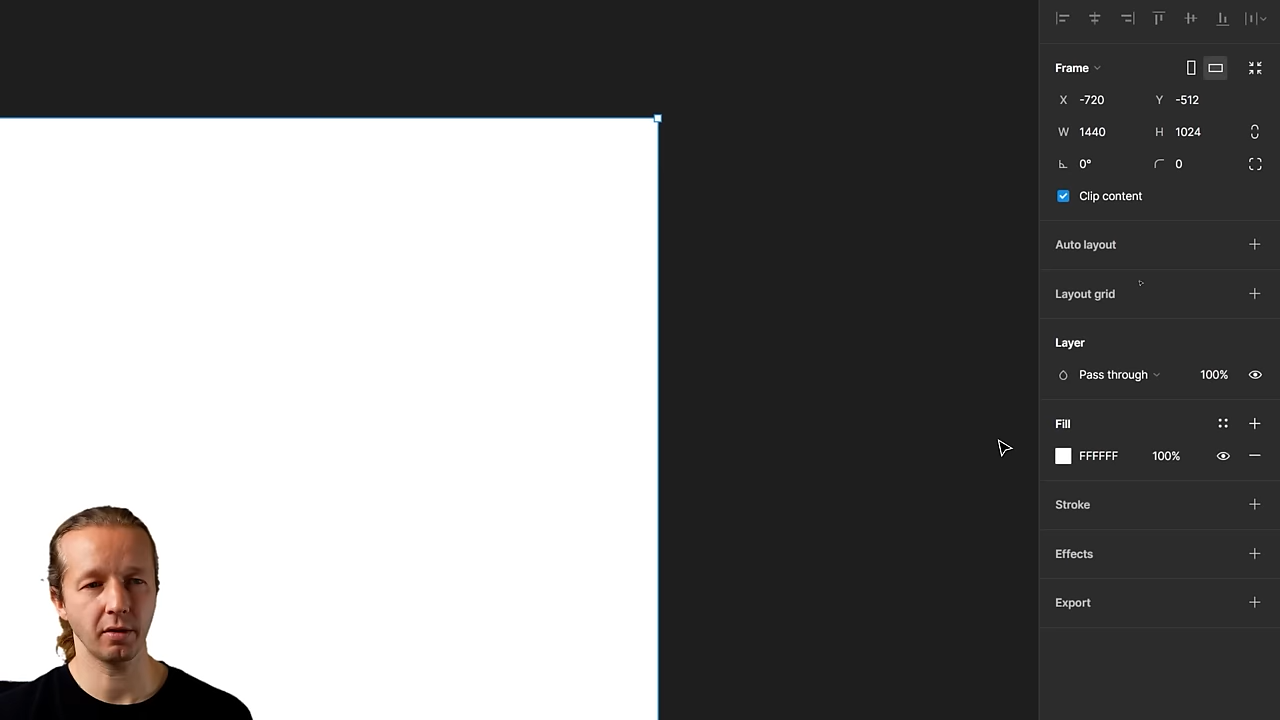 Frame
X -720 Y -512
W 1440 H 1024
0° 0
Clip content
Auto layout
Layout grid
Layer
Pass through 100%
Fill
FFFFFF 100%
Stroke
Effects
Export